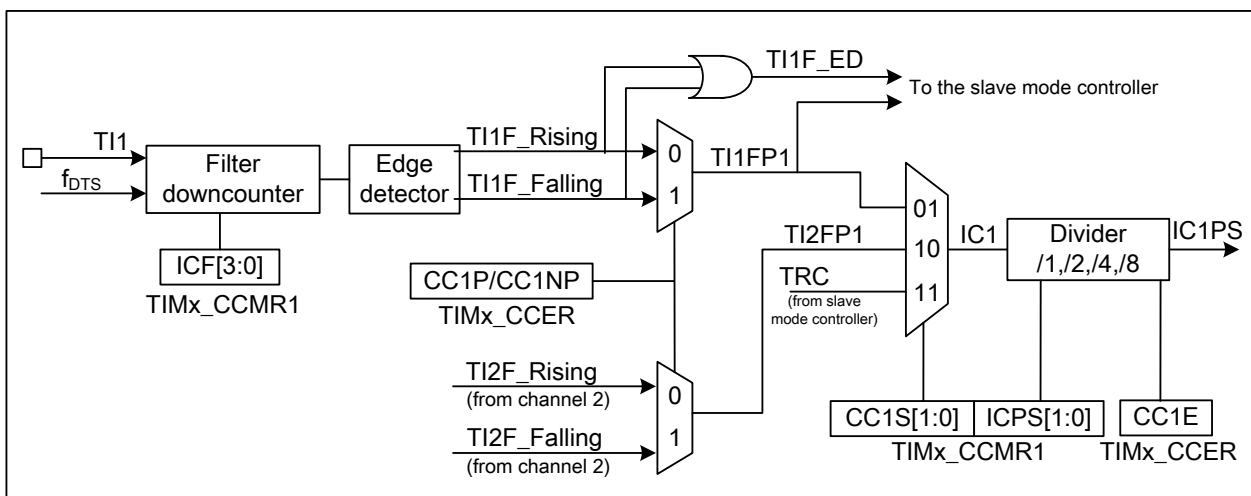 TI1F_ED
To the slave mode controller
TI1
f_DTS
Filter
downcounter
Edge
detector
TI1F_Rising
TI1F_Falling
0
1
TI1FP1
ICF[3:0]
TIMx_CCMR1
CC1P/CC1NP
TIMx_CCER
TI2F_Rising
(from channel 2)
TI2F_Falling
(from channel 2)
0
1
TI2FP1
TRC
(from slave
mode controller)
01
10
11
IC1
Divider
/1,/2,/4,/8
IC1PS
CC1S[1:0]
ICPS[1:0]
TIMx_CCMR1
CC1E
TIMx_CCER